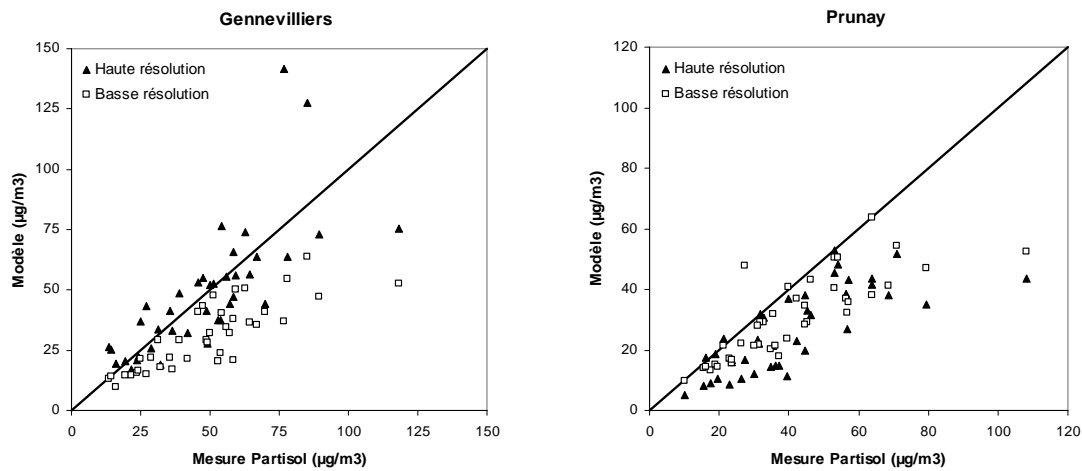 Gennevilliers
150
125
100
75
50
25
0
Modèle (µg/m3)
Haute résolution
Basse résolution
0 25 50 75 100 125 150
Mesure Partisol (µg/m3)
Prunay
120
100
80
60
40
20
0
Modèle (µg/m3)
Haute résolution
Basse résolution
0 20 40 60 80 100 120
Mesure Partisol (µg/m3)